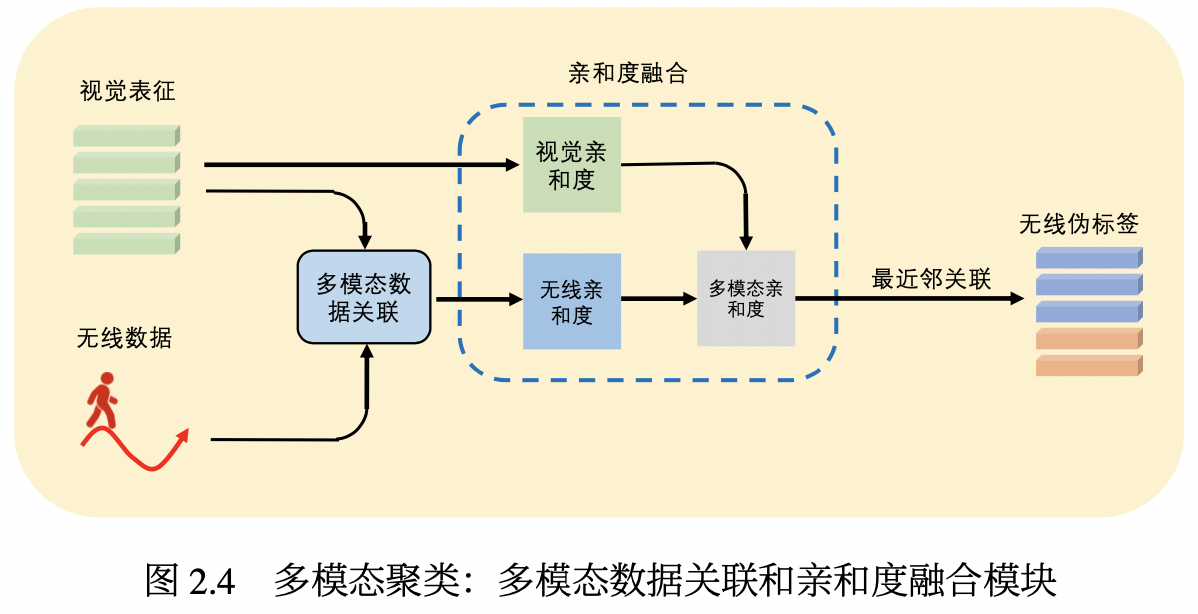 亲和度融合
视觉表征
视觉亲
和度
无线伪标签
多模态数
据关联
无线亲
和度
多模态亲
和度
最近邻关联
无线数据
图 2.4 多模态聚类：多模态数据关联和亲和度融合模块